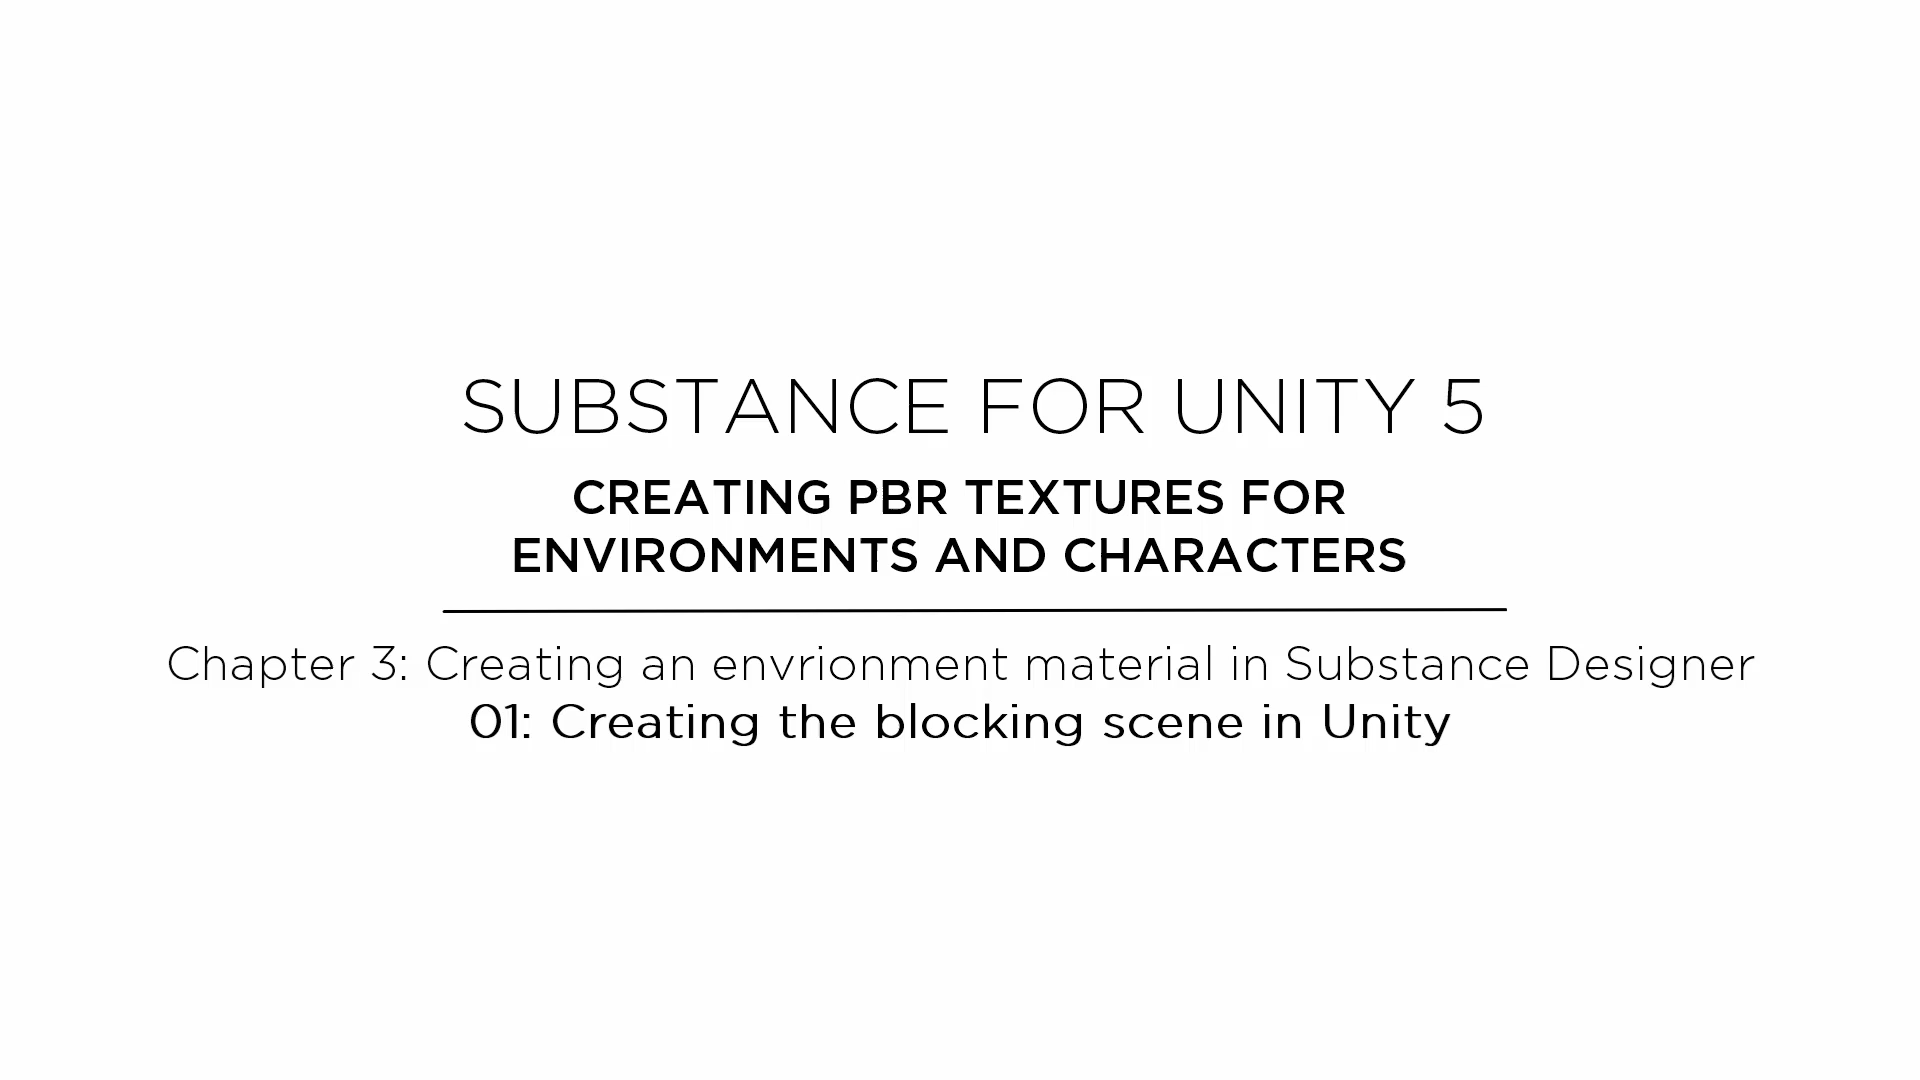 SUBSTANCE FOR UNITY 5
CREATING PBR TEXTURES FOR
ENVIRONMENTS AND CHARACTERS
Chapter 3: Creating an envrionment material in Substance Designer
01: Creating the blocking scene in Unity